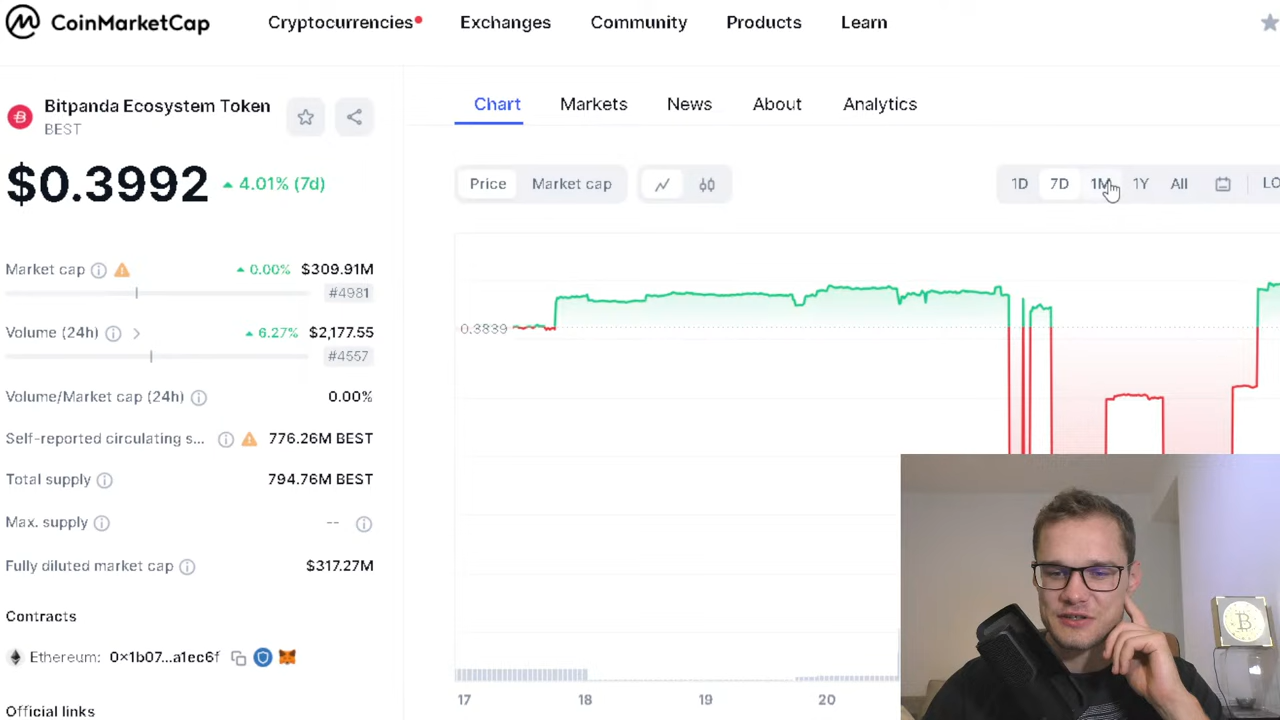 CoinMarketCap
Cryptocurrencies Exchanges Community Products Learn
Bitpanda Ecosystem Token
BEST
$0.3992 4.01% (7d)
Market cap 0.00% $309.91M
#4981
Volume (24h) 6.27% $2,177.55
#4557
Volume/Market cap (24h) 0.00%
Self-reported circulating s... 776.26M BEST
Total supply 794.76M BEST
Max. supply --
Fully diluted market cap $317.27M
Contracts
Ethereum: 0x1b07...a1ec6f
Official links
Chart Markets News About Analytics
Price Market cap 1D 7D 1M 1Y All LO
0.3839
17 18 19 20